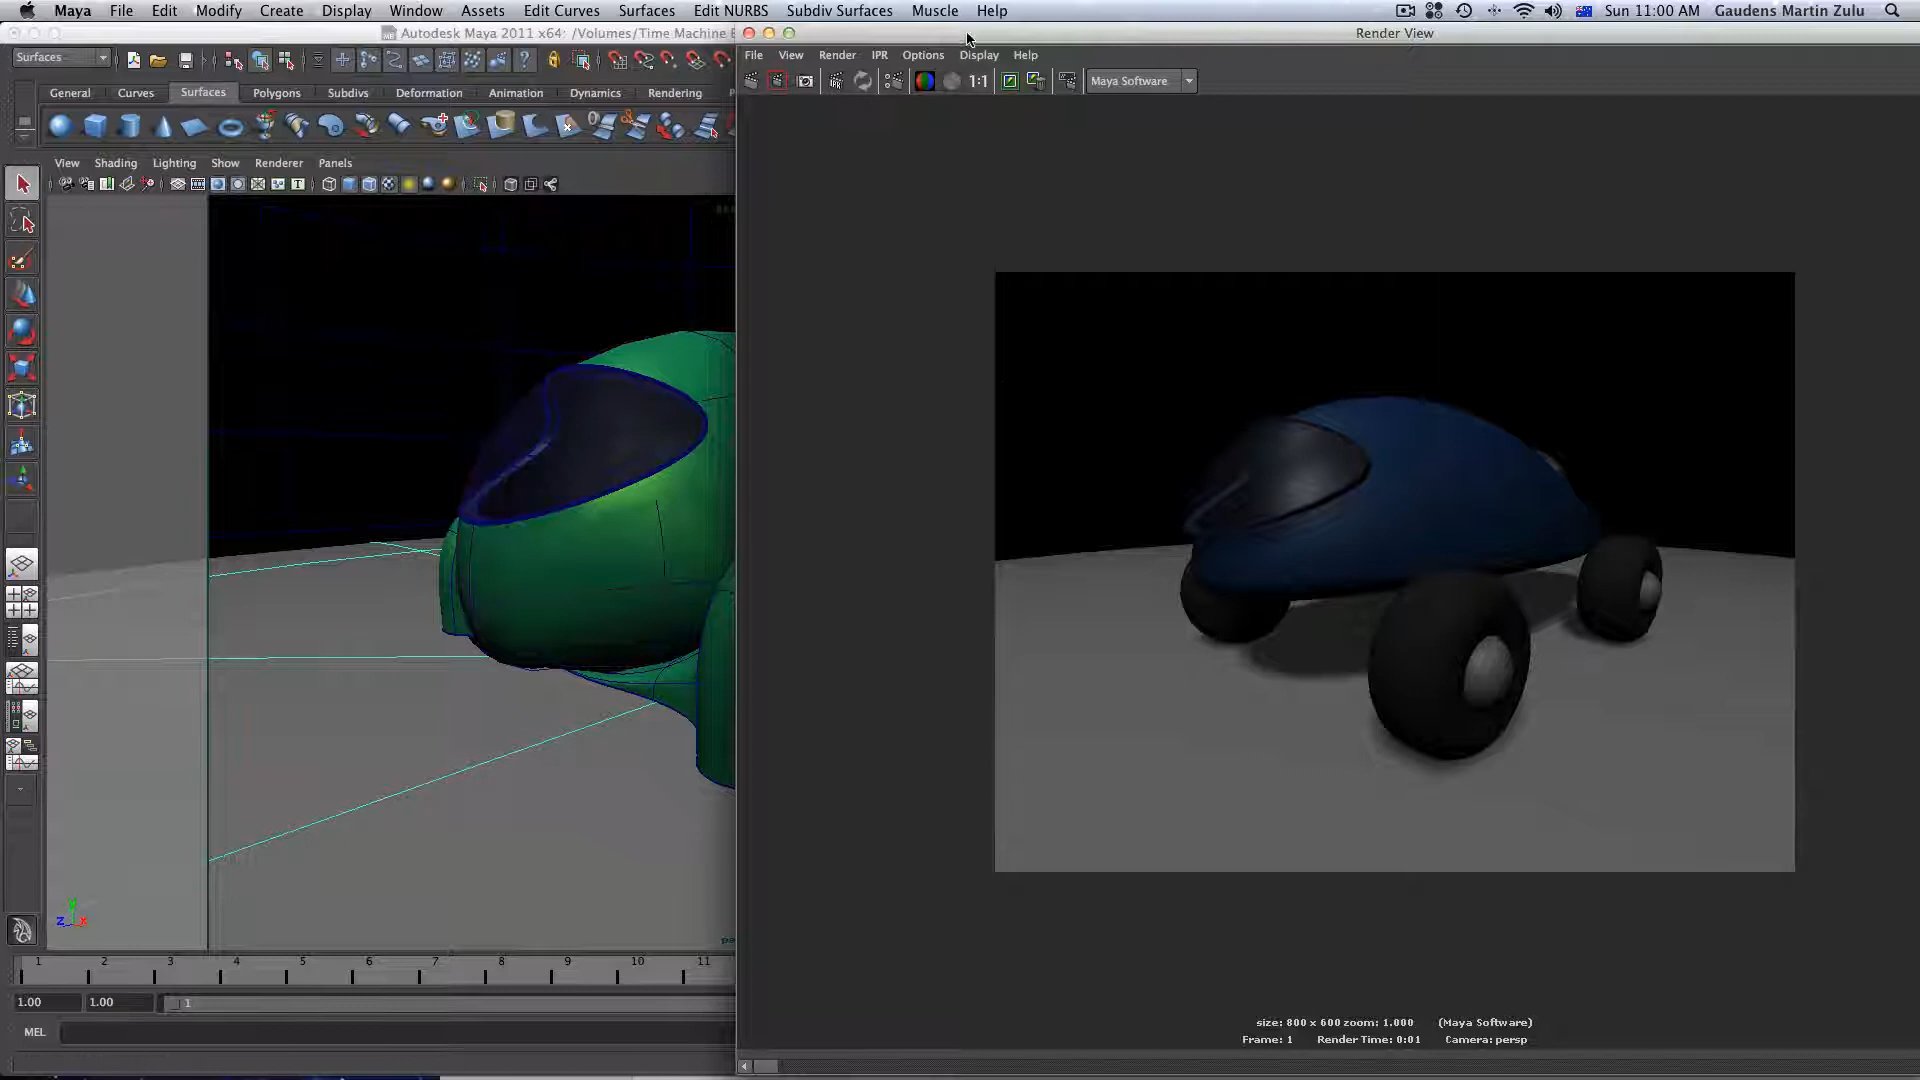 Maya File Edit Modify Create Display Window Assets Edit Curves Surfaces Edit NURBS Subdiv Surfaces Muscle Help Sun 11:00 AM Gaudens Martin Zulu
Autodesk Maya 2011 x64: /Volumes/Time Machine
Render View
Surfaces
File View Render IPR Options Display Help
1:1 Maya Software
General Curves Surfaces Polygons Subdivs Deformation Animation Dynamics Rendering
View Shading Lighting Show Renderer Panels
z y x
1 2 3 4 5 6 7 8 9 10 11
1.00 1.00 1
MEL
size: 800 x 600 zoom: 1.000 (Maya Software)
Frame: 1 Render Time: 0:01 Camera: persp